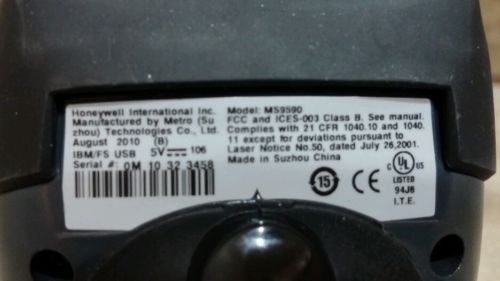 Honeywell International Inc.
Manufactured by Metro (Su
zhou) Technologies Co., Ltd.
August 2010 (B)
IBM/FS USB 5V 106
Serial #: 0M 10 32 3458
Model: MS9590
FCC and ICES-003 Class B. See manual.
Complies with 21 CFR 1040.10 and 1040.
11 except for deviations pursuant to
Laser Notice No.50, dated July 26,2001.
Made in Suzhou China
15
CE
C UL US
LISTED
94J8
I.T.E.